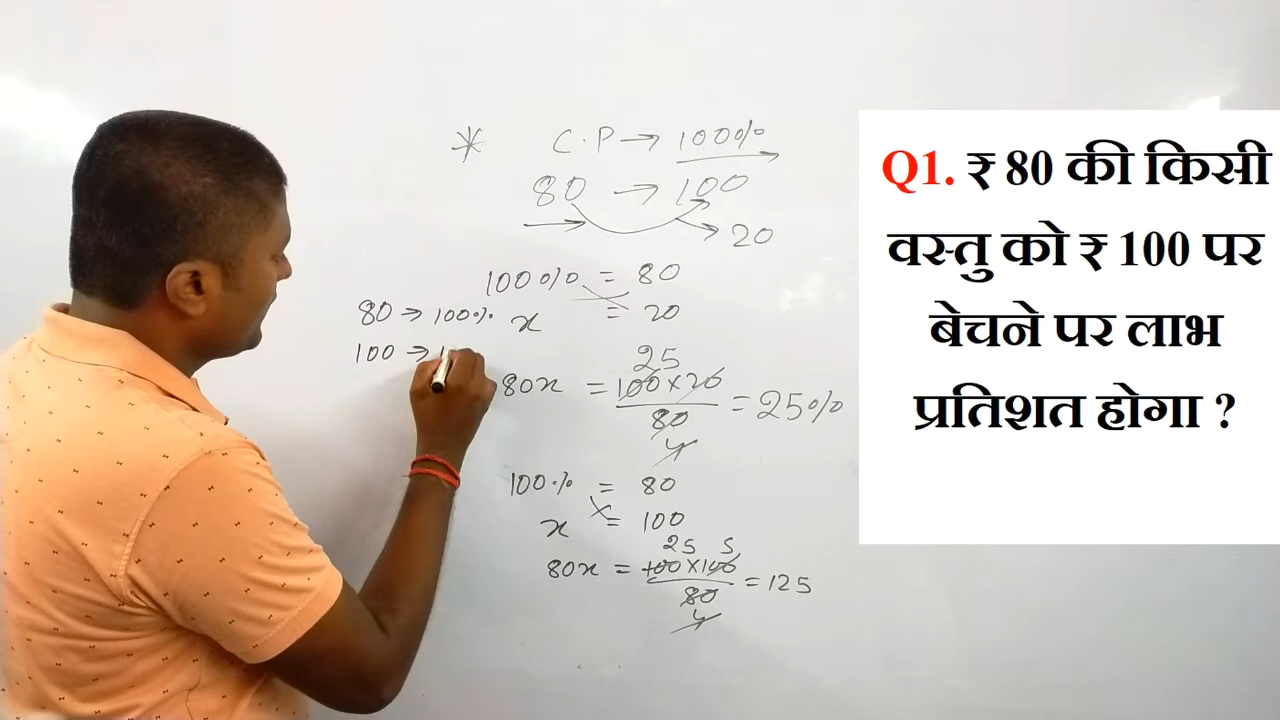 * C.P → 100%
80 → 100
→ 20
100% = 80
x = 20
80 → 100%
100 → 1
80x = 100×20 = 25%
25
80
4
100% = 80
x = 100
80x = 100×100 = 125
25 5
80
4
Q1. ₹ 80 की किसी
वस्तु को ₹ 100 पर
बेचने पर लाभ
प्रतिशत होगा ?